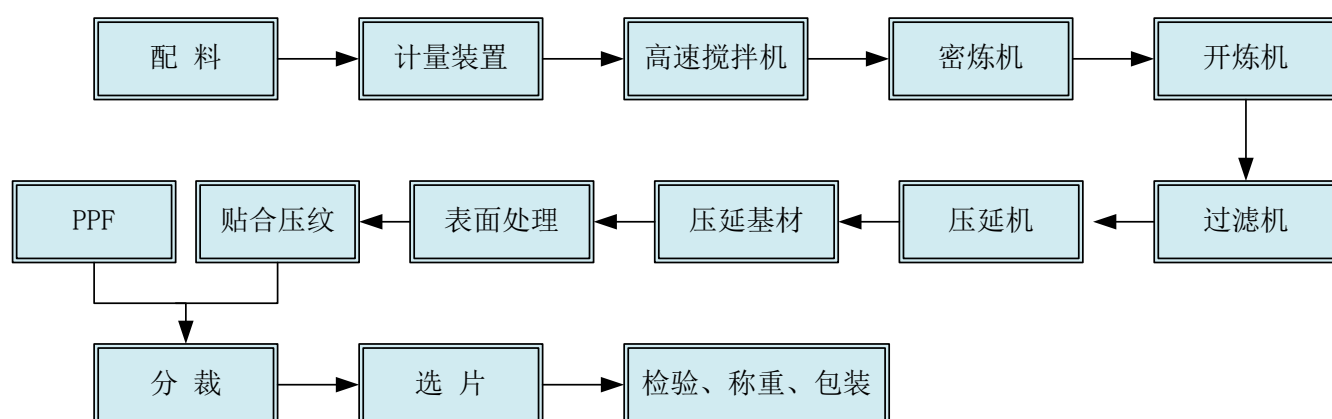 配 料
计量装置
高速搅拌机
密炼机
开炼机
PPF
贴合压纹
表面处理
压延基材
压延机
过滤机
分 裁
选 片
检验、称重、包装